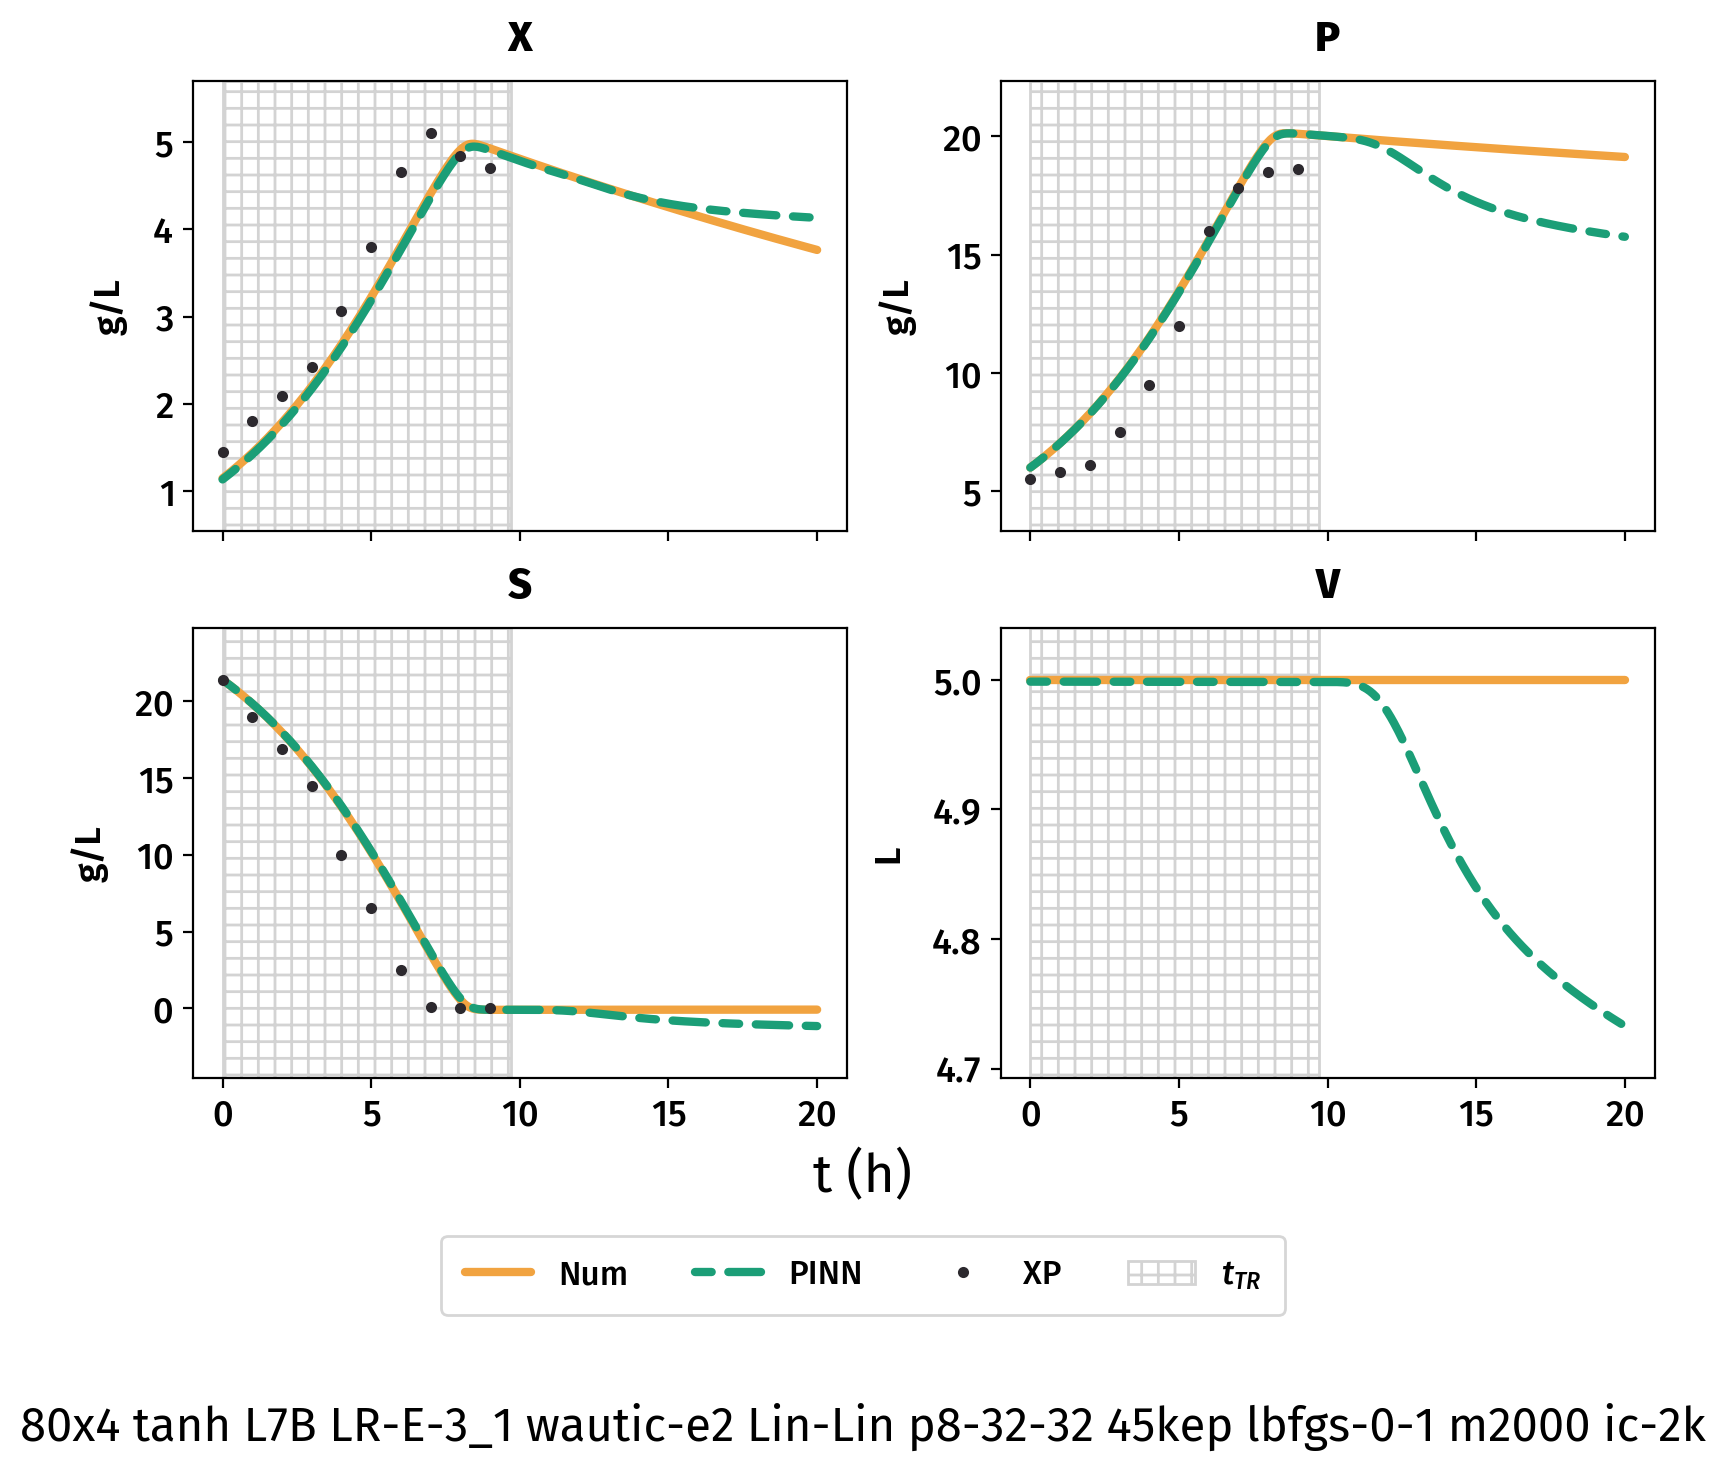 X
P
5
4
3
2
1
g/L
20
15
10
5
g/L
S
V
20
15
10
5
0
g/L
0 5 10 15 20
5.0
4.9
4.8
4.7
L
0 5 10 15 20
t (h)
Num PINN XP tTR
80x4 tanh L7B LR-E-3_1 wautic-e2 Lin-Lin p8-32-32 45kep lbfgs-0-1 m2000 ic-2k